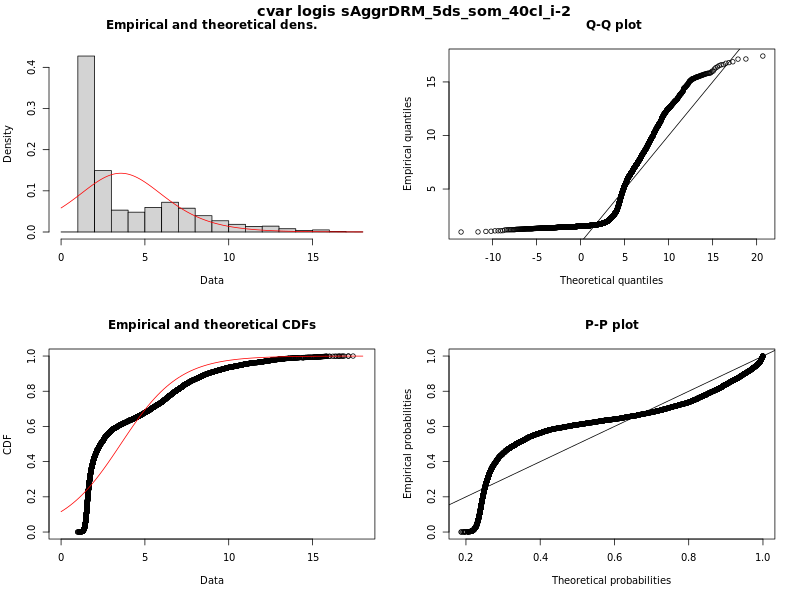 cvar logis sAggrDRM_5ds_som_40cl_i-2
Empirical and theoretical dens.
Density
0.0 0.1 0.2 0.3 0.4
0 5 10 15
Data
Q-Q plot
Empirical quantiles
5 10 15
-10 -5 0 5 10 15 20
Theoretical quantiles
Empirical and theoretical CDFs
CDF
0.0 0.2 0.4 0.6 0.8 1.0
0 5 10 15
Data
P-P plot
Empirical probabilities
0.0 0.2 0.4 0.6 0.8 1.0
0.2 0.4 0.6 0.8 1.0
Theoretical probabilities